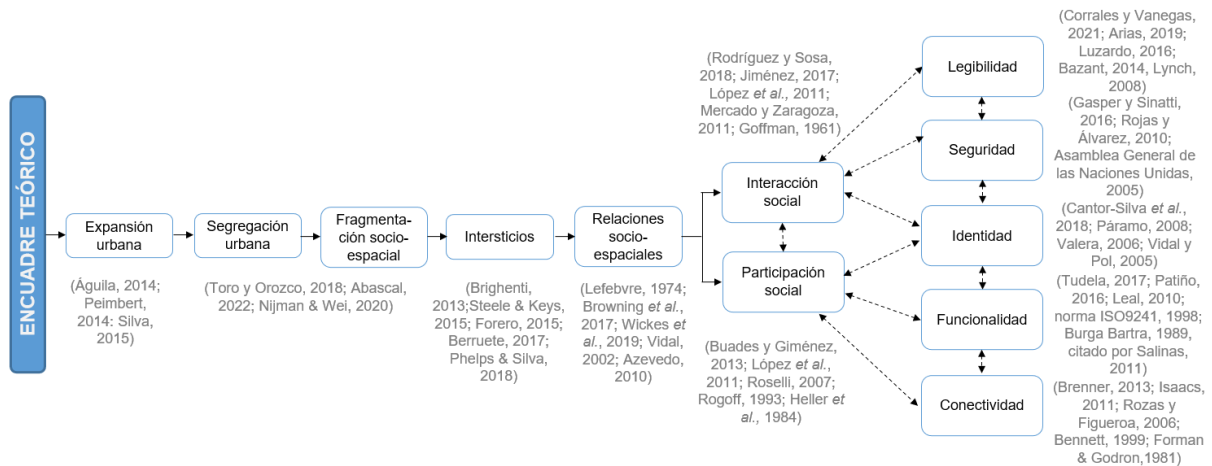 ENCUADRE TEÓRICO
Expansión
urbana
(Águila, 2014;
Peimbert,
2014: Silva,
2015)
Segregación
urbana
Fragmenta-
ción socio-
espacial
(Toro y Orozco, 2018; Abascal,
2022; Nijman & Wei, 2020)
Intersticios
(Brighenti,
2013;Steele & Keys,
2015; Forero, 2015;
Berruete, 2017;
Phelps & Silva,
2018)
Relaciones
socio-
espaciales
(Lefebvre, 1974;
Browning et al.,
2017; Wickes et
al., 2019; Vidal,
2002; Azevedo,
2010)
(Rodríguez y Sosa,
2018; Jiménez, 2017;
López et al., 2011;
Mercado y Zaragoza,
2011; Goffman, 1961)
Interacción
social
Participación
social
(Buades y Giménez,
2013; López et al.,
2011; Roselli, 2007;
Rogoff, 1993; Heller et
al., 1984)
Legibilidad
(Corrales y Vanegas,
2021; Arias, 2019;
Luzardo, 2016;
Bazant, 2014, Lynch,
2008)
Seguridad
(Gasper y Sinatti,
2016; Rojas y
Álvarez, 2010;
Asamblea General de
las Naciones Unidas,
2005)
Identidad
(Cantor-Silva et al.,
2018; Páramo, 2008;
Valera, 2006; Vidal y
Pol, 2005)
Funcionalidad
(Tudela, 2017; Patiño,
2016; Leal, 2010;
norma ISO9241, 1998;
Burga Bartra, 1989,
citado por Salinas,
2011)
Conectividad
(Brenner, 2013; Isaacs,
2011; Rozas y
Figueroa, 2006;
Bennett, 1999; Forman
& Godron,1981)